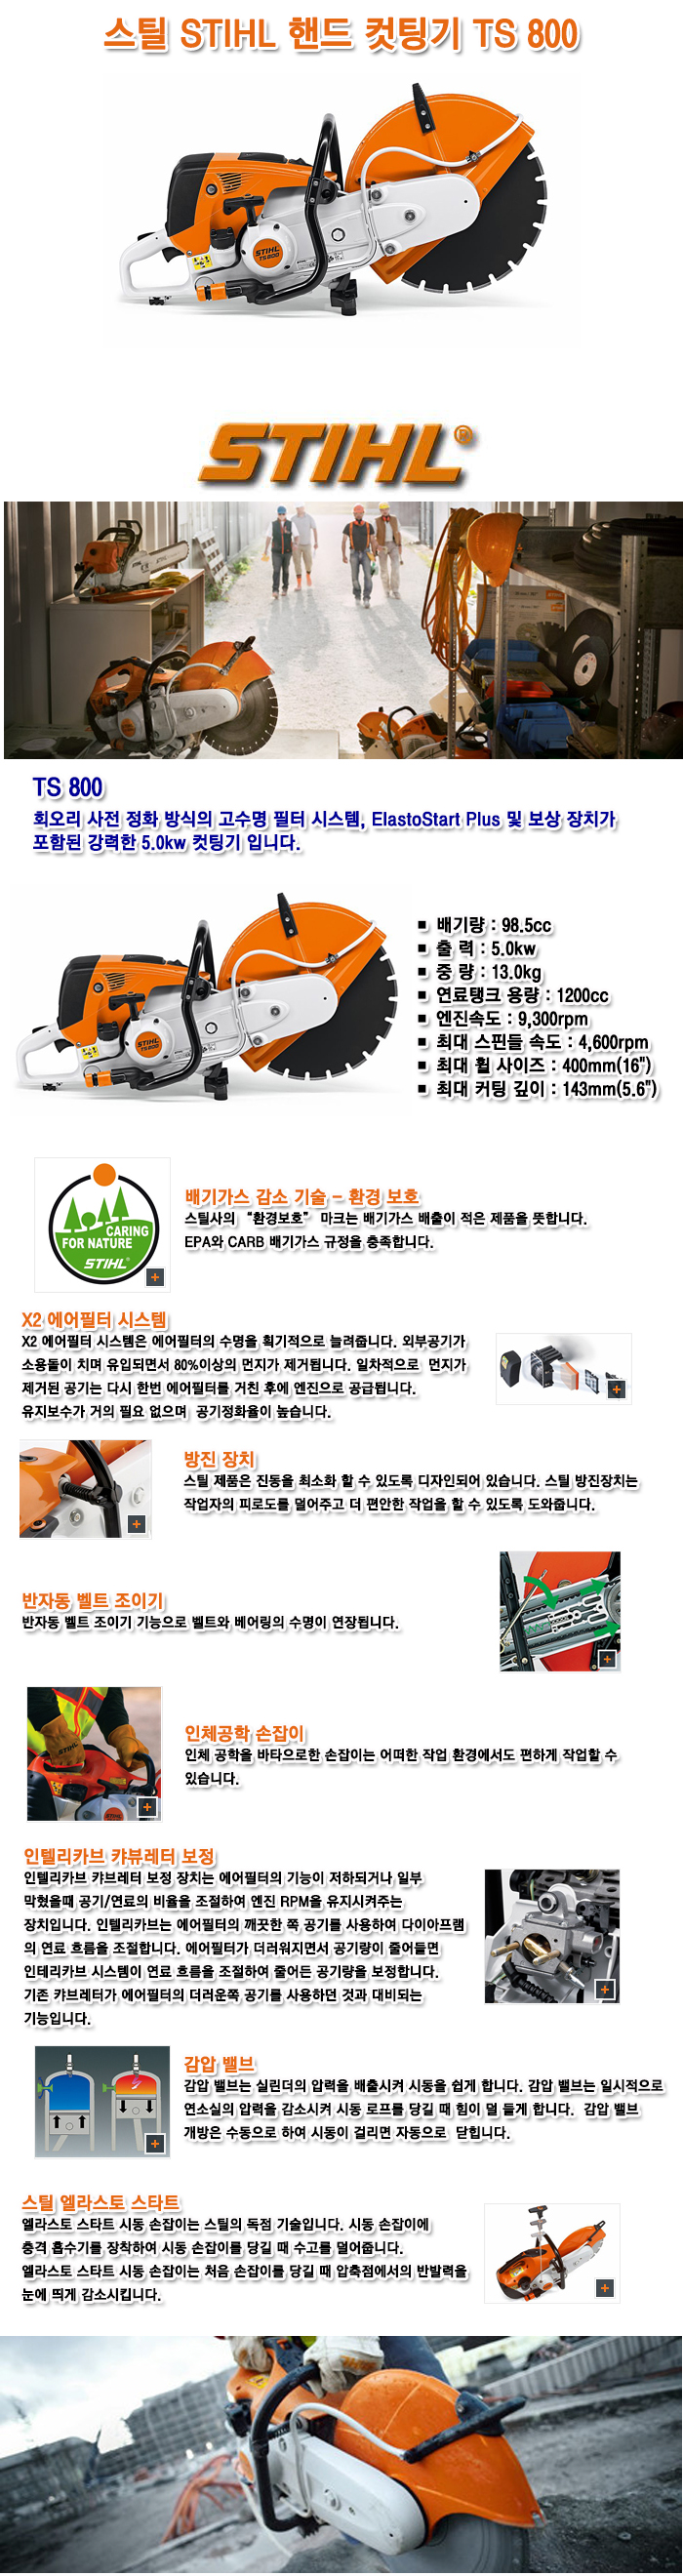 스틸 STIHL 핸드 컷팅기 TS 800
STIHL
TS800
STIHL®
TS 800
회오리 사전 정화 방식의 고수명 필터 시스템, ElastoStart Plus 및 보상 장치가
포함된 강력한 5.0kw 컷팅기 입니다.
STIHL
TS800
■ 배기량 : 98.5cc
■ 출 력 : 5.0kw
■ 중 량 : 13.0kg
■ 연료탱크 용량 : 1200cc
■ 엔진속도 : 9,300rpm
■ 최대 스핀들 속도 : 4,600rpm
■ 최대 휠 사이즈 : 400mm(16")
■ 최대 커팅 깊이 : 143mm(5.6")
CARING
FOR NATURE
STIHL®
배기가스 감소 기술 - 환경 보호
스틸사의 “환경보호” 마크는 배기가스 배출이 적은 제품을 뜻합니다.
EPA와 CARB 배기가스 규정을 충족합니다.
X2 에어필터 시스템
X2 에어필터 시스템은 에어필터의 수명을 획기적으로 늘려줍니다. 외부공기가
소용돌이 치며 유입되면서 80%이상의 먼지가 제거됩니다. 일차적으로 먼지가
제거된 공기는 다시 한번 에어필터를 거친 후에 엔진으로 공급됩니다.
유지보수가 거의 필요 없으며 공기정화율이 높습니다.
방진 장치
스틸 제품은 진동을 최소화 할 수 있도록 디자인되어 있습니다. 스틸 방진장치는
작업자의 피로도를 덜어주고 더 편안한 작업을 할 수 있도록 도와줍니다.
반자동 벨트 조이기
반자동 벨트 조이기 기능으로 벨트와 베어링의 수명이 연장됩니다.
STIHL
인체공학 손잡이
인체 공학을 바타으로한 손잡이는 어떠한 작업 환경에서도 편하게 작업할 수
있습니다.
인텔리카브 캬뷰레터 보정
인텔리카브 캬브레터 보정 장치는 에어필터의 기능이 저하되거나 일부
막혔을때 공기/연료의 비율을 조절하여 엔진 RPM을 유지시켜주는
장치입니다. 인텔리카브는 에어필터의 깨끗한 쪽 공기를 사용하여 다이아프램
의 연료 흐름을 조절합니다. 에어필터가 더러워지면서 공기량이 줄어들면
인테리카브 시스템이 연료 흐름을 조절하여 줄어든 공기량을 보정합니다.
기존 캬브레터가 에어필터의 더러운쪽 공기를 사용하던 것과 대비되는
기능입니다.
감압 밸브
감압 밸브는 실린더의 압력을 배출시켜 시동을 쉽게 합니다. 감압 밸브는 일시적으로
연소실의 압력을 감소시켜 시동 로프를 당길 때 힘이 덜 들게 합니다. 감압 밸브
개방은 수동으로 하여 시동이 걸리면 자동으로 닫힙니다.
스틸 엘라스토 스타트
엘라스토 스타트 시동 손잡이는 스틸의 독점 기술입니다. 시동 손잡이에
충격 흡수기를 장착하여 시동 손잡이를 당길 때 수고를 덜어줍니다.
엘라스토 스타트 시동 손잡이는 처음 손잡이를 당길 때 압축점에서의 반발력을
눈에 띄게 감소시킵니다.